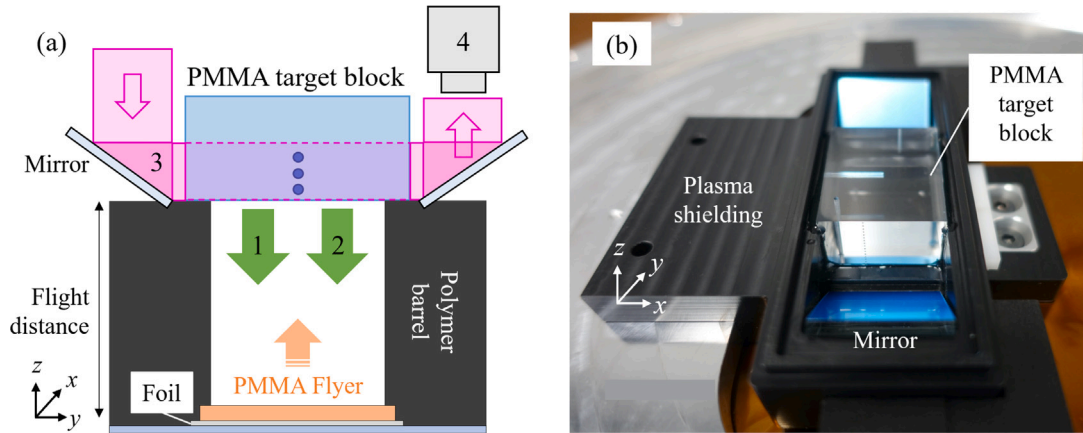 (a)
4
PMMA target block
Mirror
3
1
2
Flight
distance
Polymer
barrel
PMMA Flyer
Foil
z
x
y
(b)
PMMA
target
block
Plasma
shielding
z
y
x
Mirror